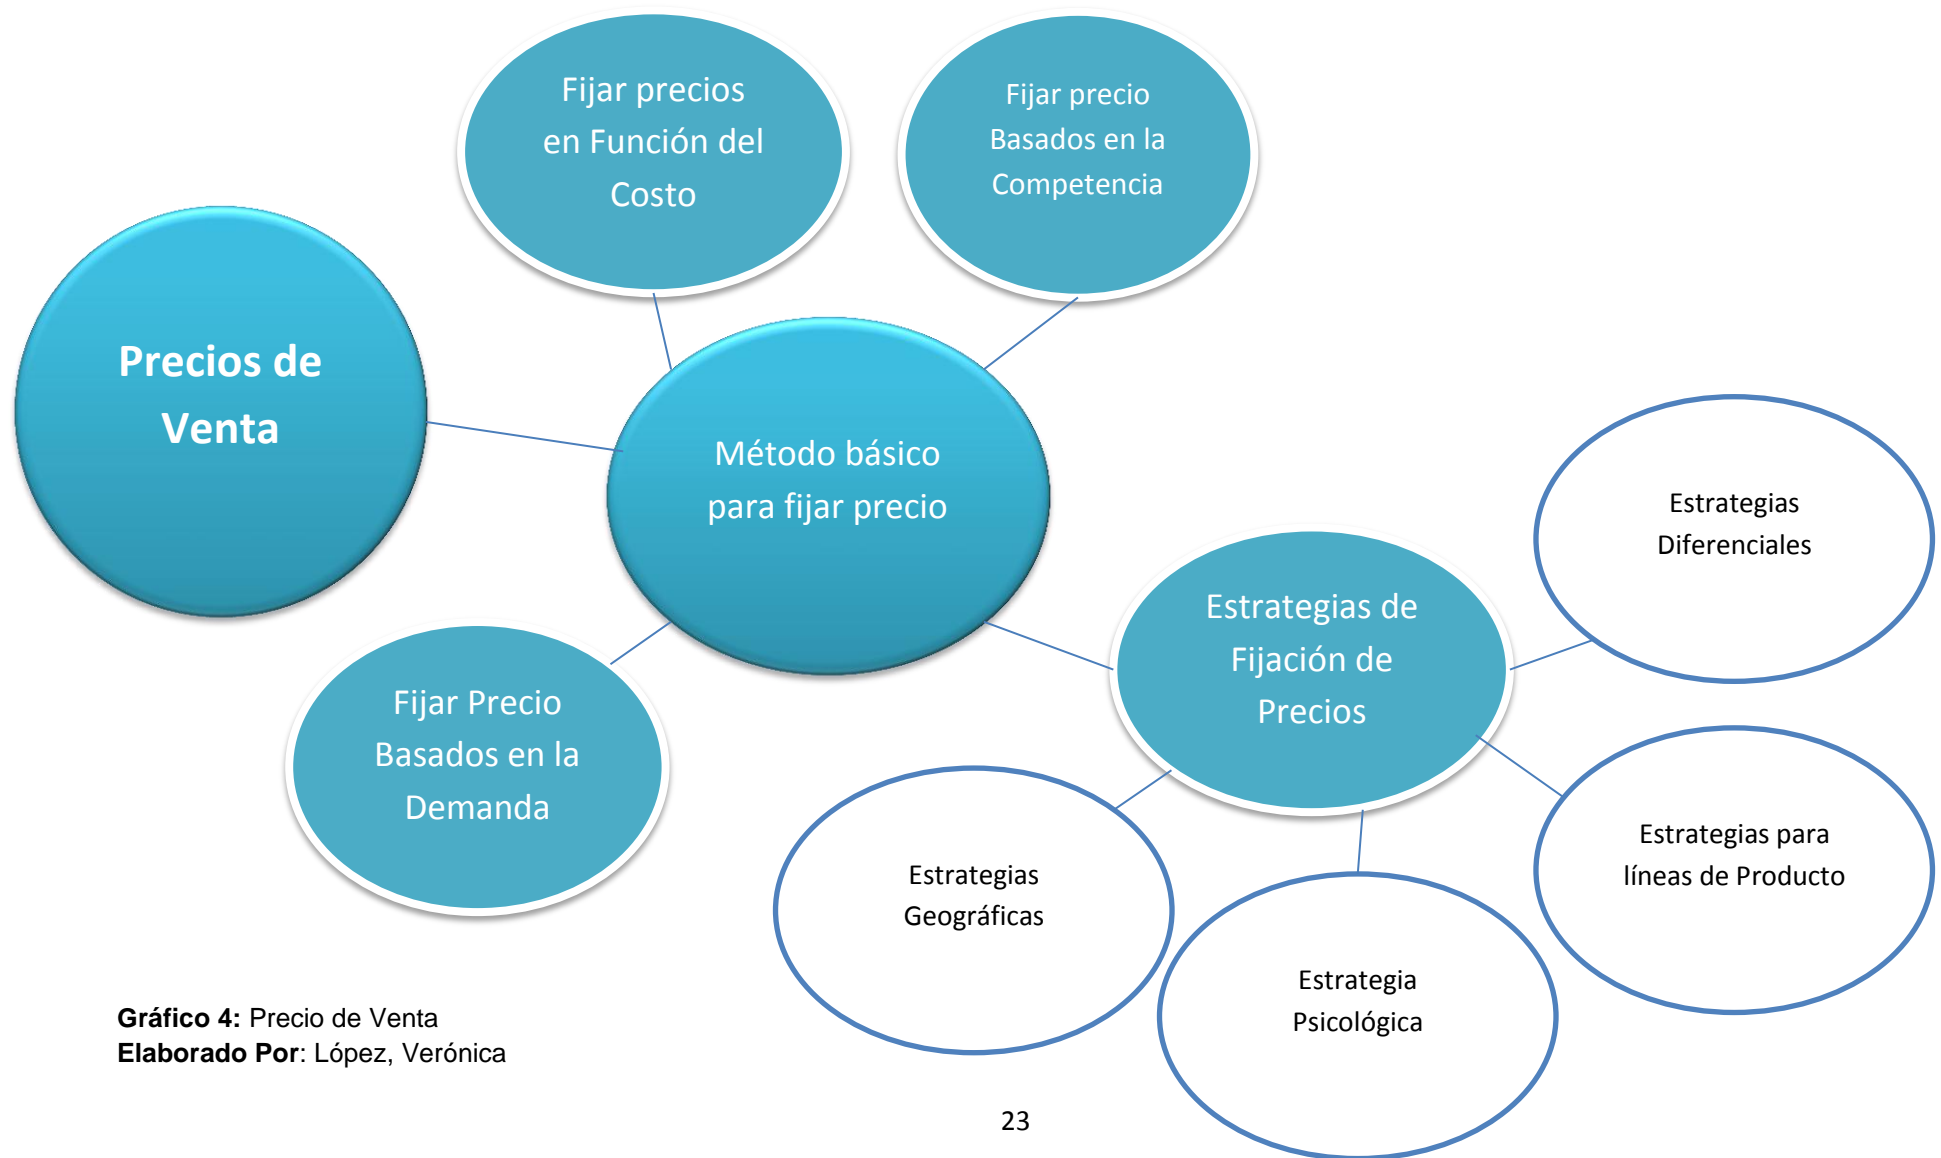 Fijar precios
en Función del
Costo
Fijar precio
Basados en la
Competencia
Precios de
Venta
Método básico
para fijar precio
Estrategias
Diferenciales
Estrategias de
Fijación de
Precios
Fijar Precio
Basados en la
Demanda
Estrategias para
líneas de Producto
Estrategias
Geográficas
Estrategia
Psicológica
Gráfico 4: Precio de Venta
Elaborado Por: López, Verónica
23